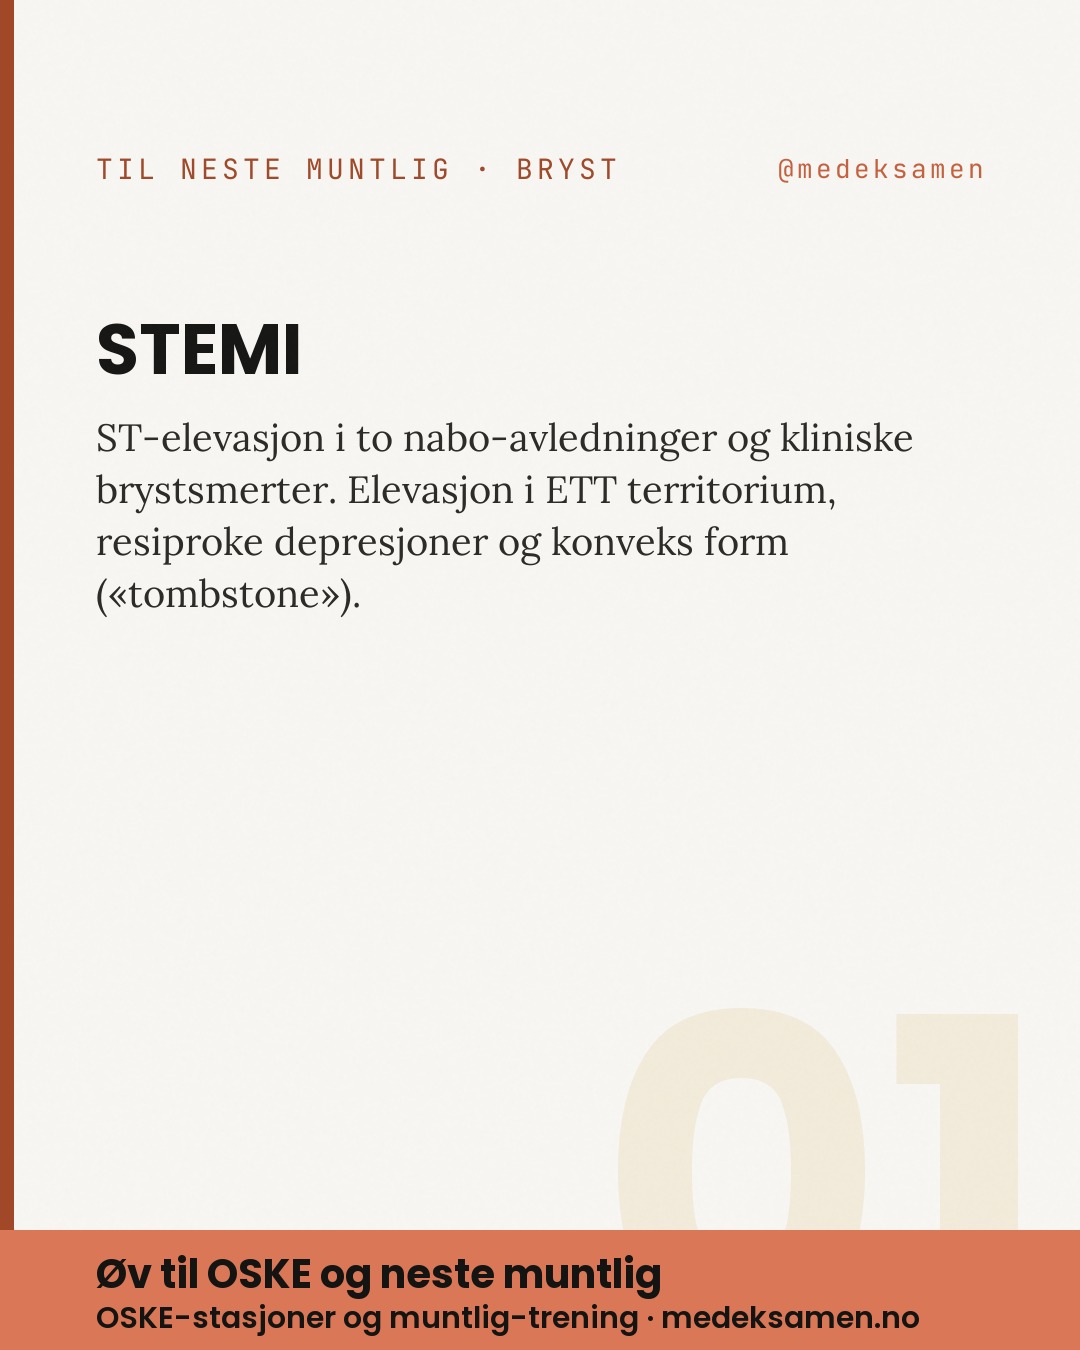 TIL NESTE MUNTLIG · BRYST
@medeksamen
STEMI
ST-elevasjon i to nabo-avledninger og kliniske
brystsmerter. Elevasjon i ETT territorium,
resiproke depresjoner og konveks form
(«tombstone»).
01
Øv til OSKE og neste muntlig
OSKE-stasjoner og muntlig-trening · medeksamen.no